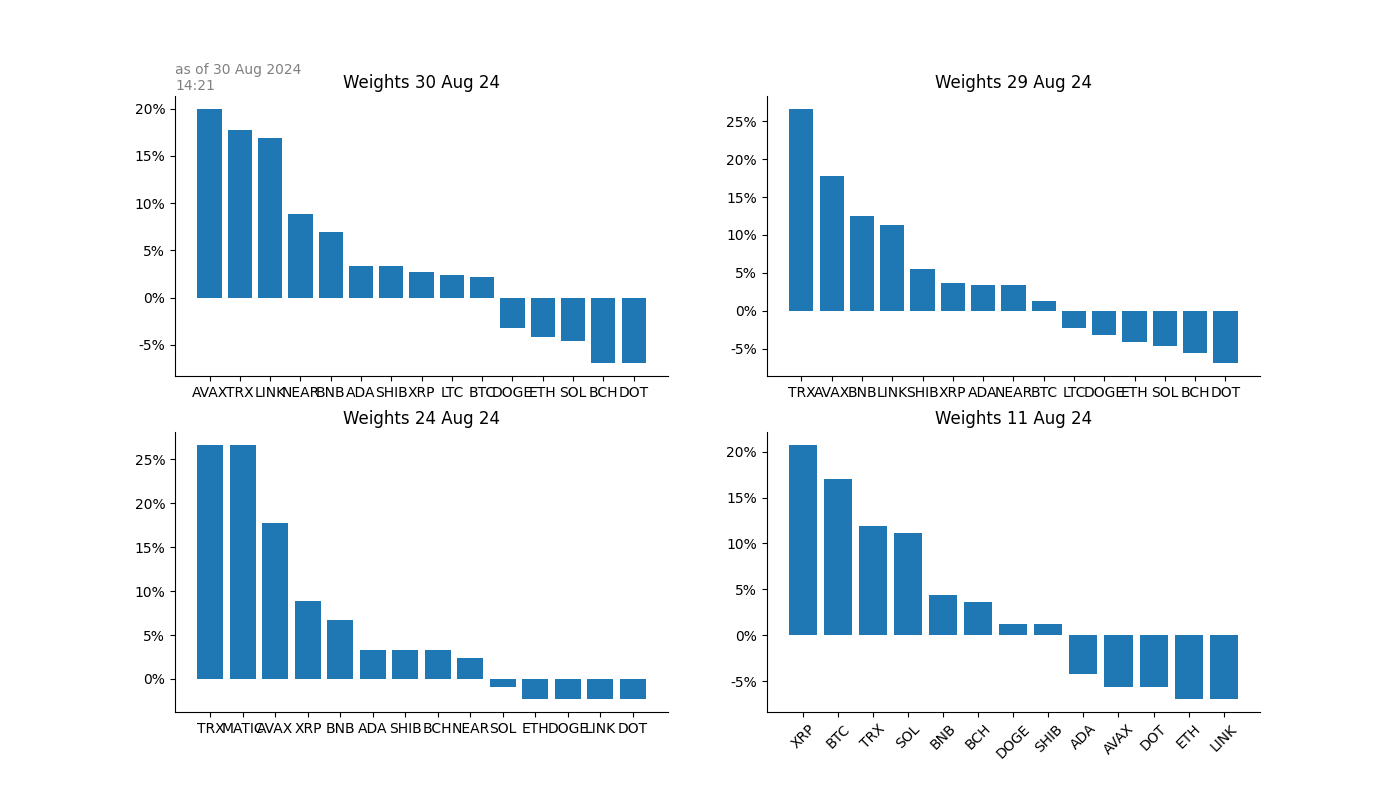 as of 30 Aug 2024
14:21
Weights 30 Aug 24
20%
15%
10%
5%
0%
-5%
AVAX TRX LINK NEAR BNB ADA SHIB XRP LTC BTC DOGE ETH SOL BCH DOT
Weights 29 Aug 24
25%
20%
15%
10%
5%
0%
-5%
TRX AVAX BNB LINK SHIB XRP ADA NEAR BTC LTC DOGE ETH SOL BCH DOT
Weights 24 Aug 24
25%
20%
15%
10%
5%
0%
TRX MATIC AVAX XRP BNB ADA SHIB BCH NEAR SOL ETH DOGE LINK DOT
Weights 11 Aug 24
20%
15%
10%
5%
0%
-5%
XRP BTC TRX SOL BNB BCH DOGE SHIB ADA AVAX DOT ETH LINK